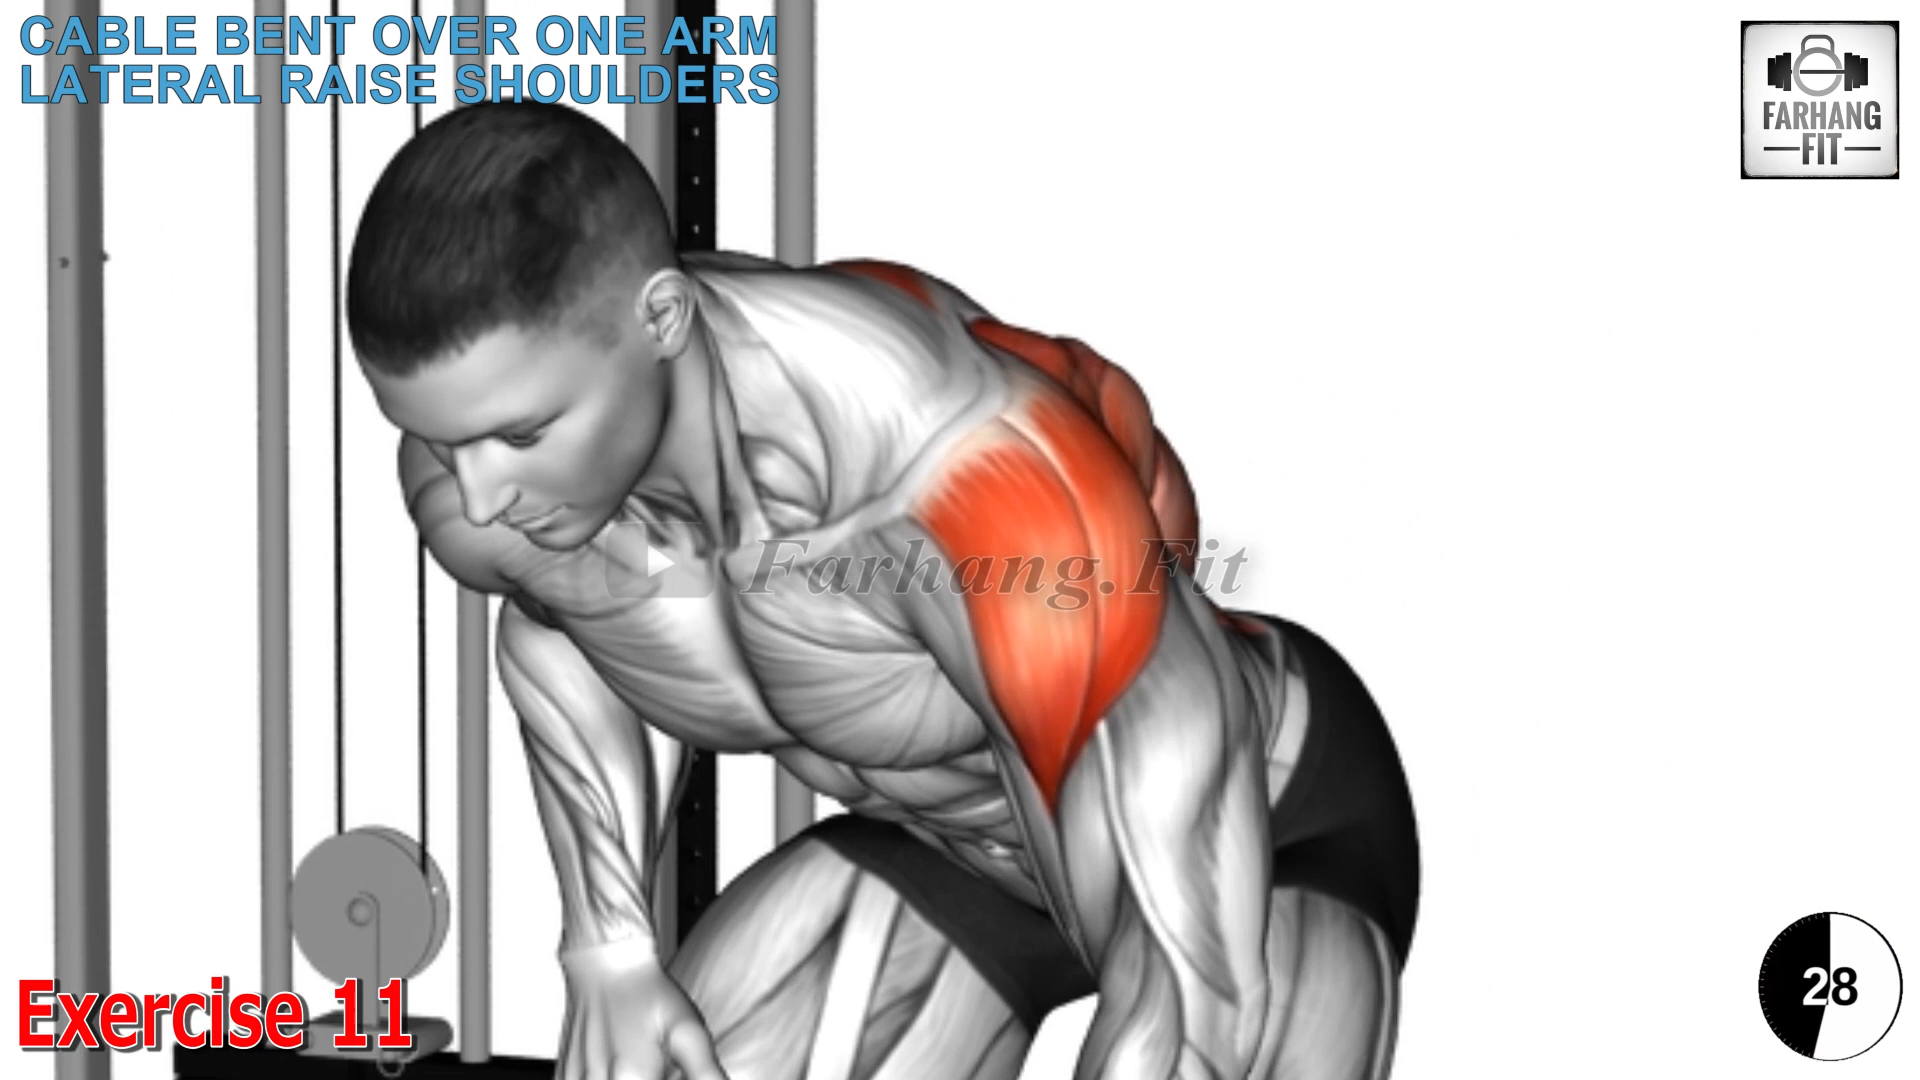 CABLE BENT OVER ONE ARM
LATERAL RAISE SHOULDERS
FARHANG
FIT
Farhang.Fit
Exercise 11
28